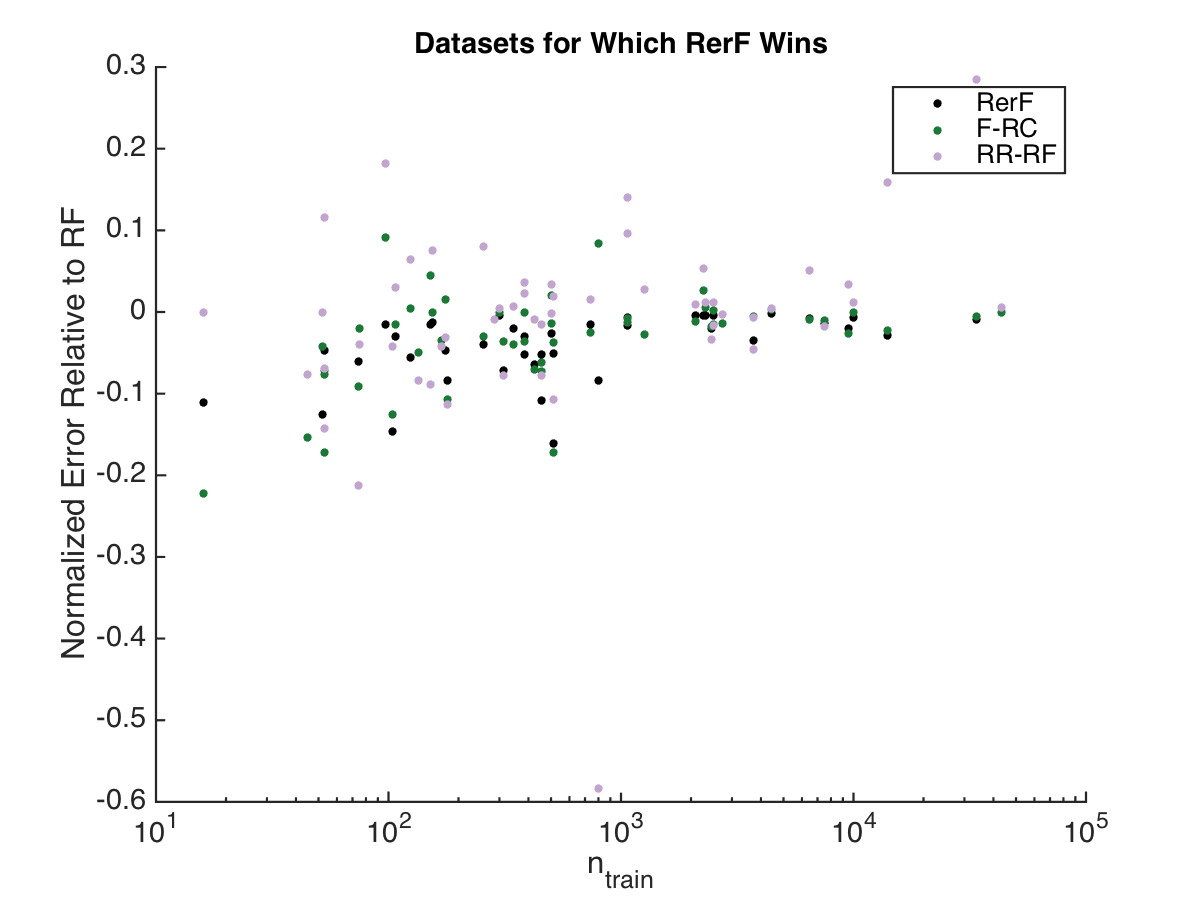 Datasets for Which RerF Wins
0.3
0.2
0.1
0
-0.1
-0.2
-0.3
-0.4
-0.5
-0.6
Normalized Error Relative to RF
RerF
F-RC
RR-RF
10^1 10^2 10^3 10^4 10^5
n_train